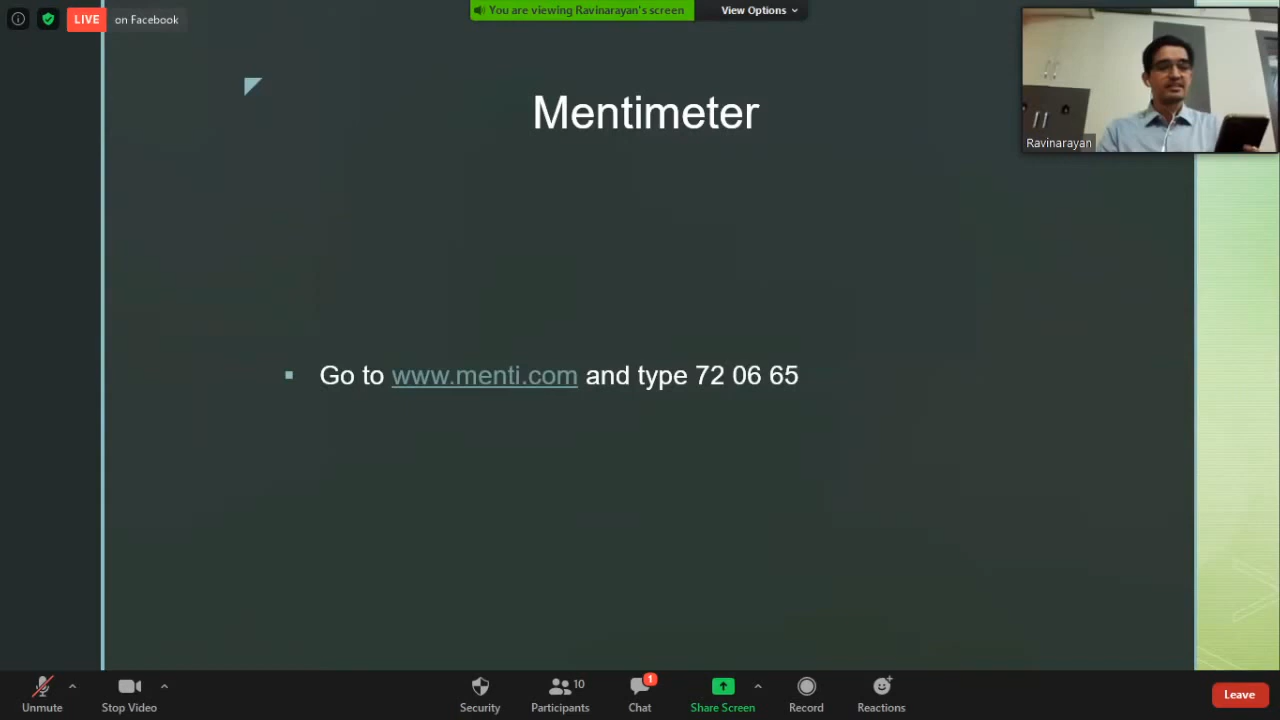 LIVE on Facebook
You are viewing Ravinarayan's screen
View Options
Mentimeter
Ravinarayan
Go to www.menti.com and type 72 06 65
Unmute
Stop Video
Security
10
Participants
1
Chat
Share Screen
Record
Reactions
Leave